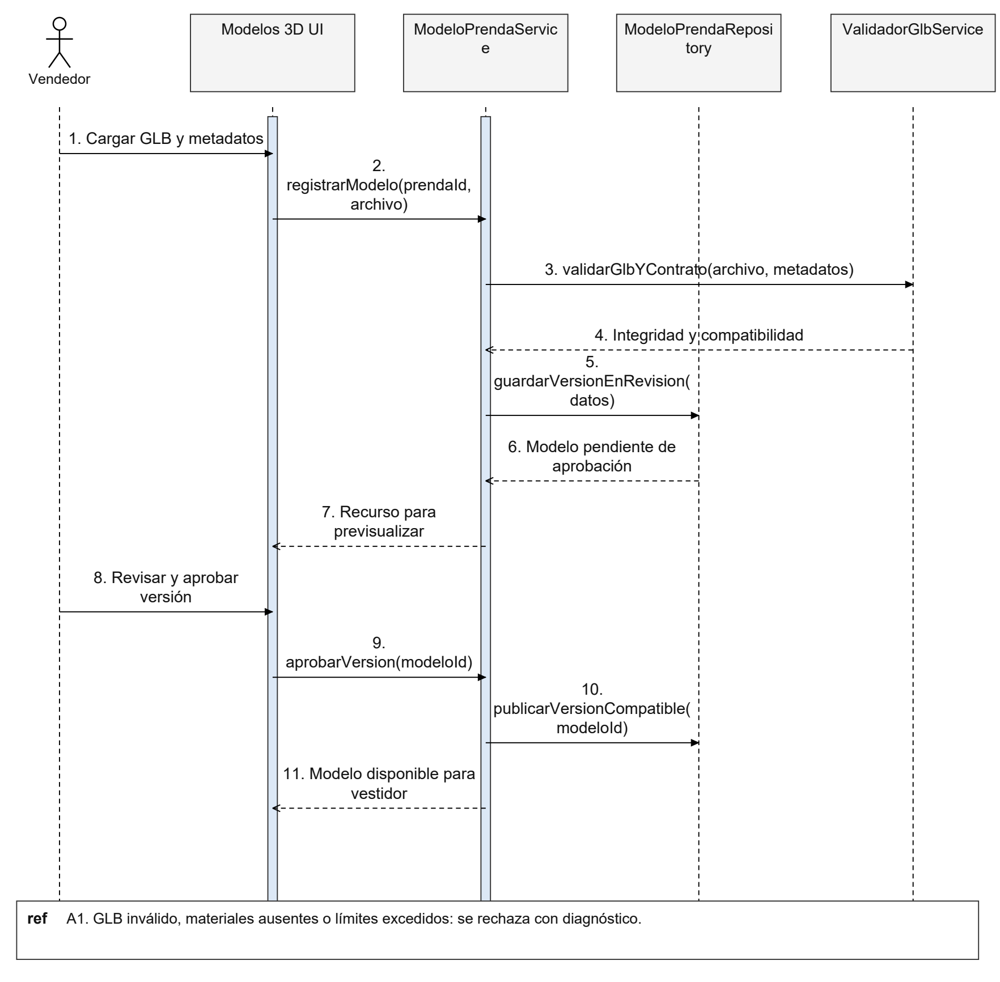 Vendedor
Modelos 3D UI
ModeloPrendaServic
e
ModeloPrendaReposi
tory
ValidadorGlbService
1. Cargar GLB y metadatos
2.
registrarModelo(prendaId,
archivo)
3. validarGlbYContrato(archivo, metadatos)
4. Integridad y compatibilidad
5.
guardarVersionEnRevision(
datos)
6. Modelo pendiente de
aprobación
7. Recurso para
previsualizar
8. Revisar y aprobar
versión
9.
aprobarVersion(modeloId)
10.
publicarVersionCompatible(
modeloId)
11. Modelo disponible para
vestidor
ref A1. GLB inválido, materiales ausentes o límites excedidos: se rechaza con diagnóstico.